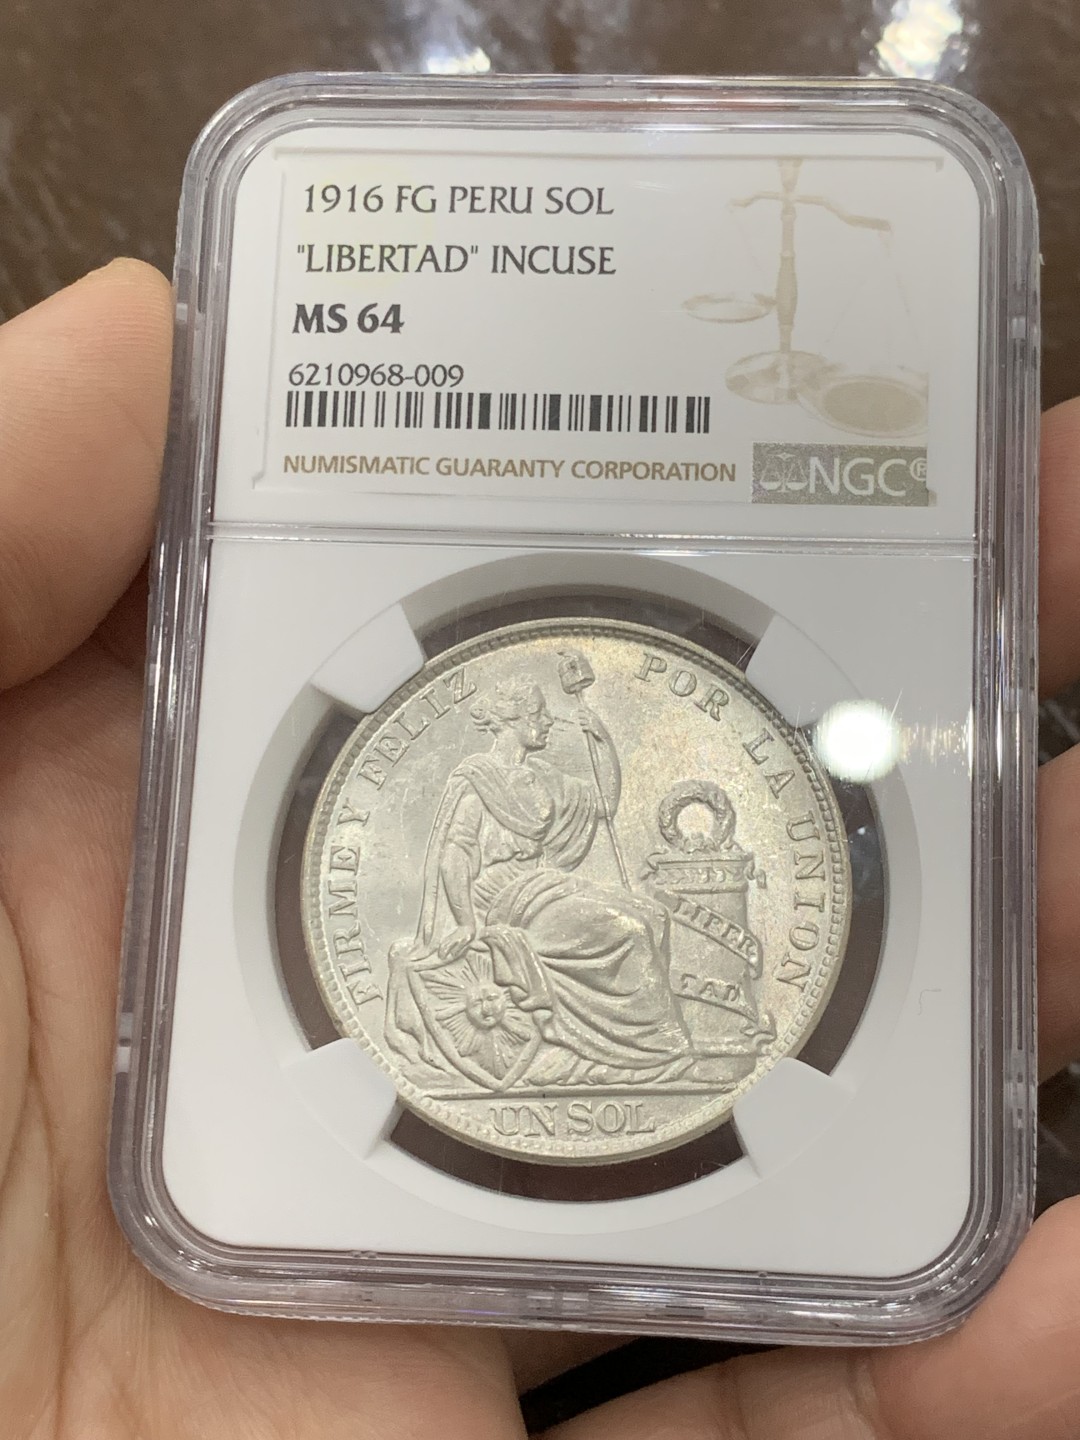 1916 FG PERU SOL
"LIBERTAD" INCUSE
MS 64
6210968-009
NUMISMATIC GUARANTY CORPORATION
NGC®
FIRME Y FELIZ POR LA UNION
LIBER
TAD
UN SOL